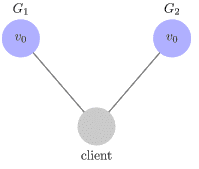 G₁ G₂
v₀ v₀
client